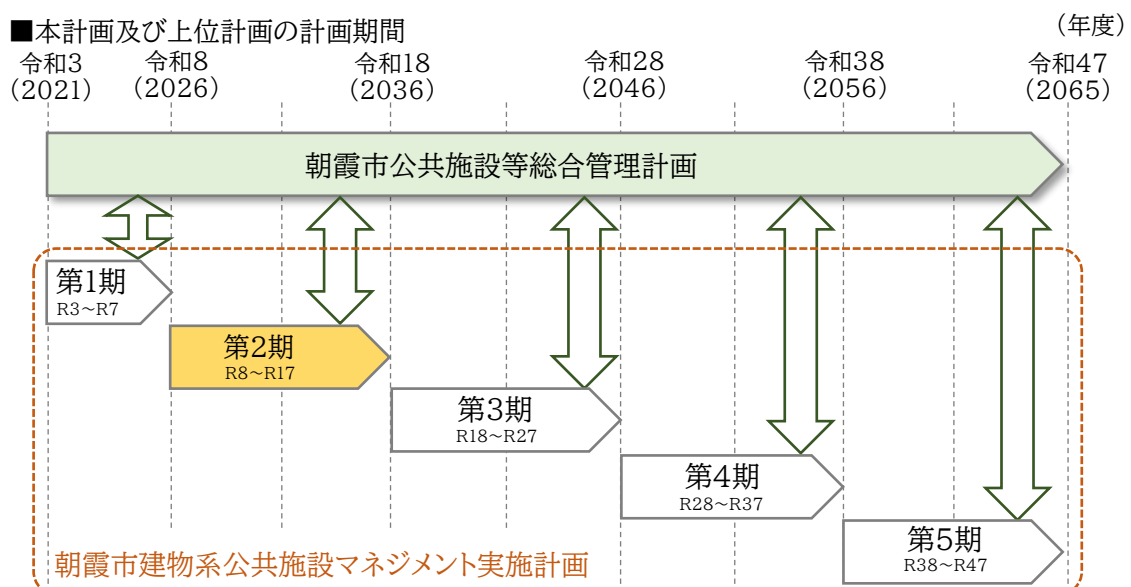 ■本計画及び上位計画の計画期間
（年度）
令和3
（2021）
令和8
（2026）
令和18
（2036）
令和28
（2046）
令和38
（2056）
令和47
（2065）
朝霞市公共施設等総合管理計画
第1期
R3～R7
第2期
R8～R17
第3期
R18～R27
第4期
R28～R37
第5期
R38～R47
朝霞市建物系公共施設マネジメント実施計画